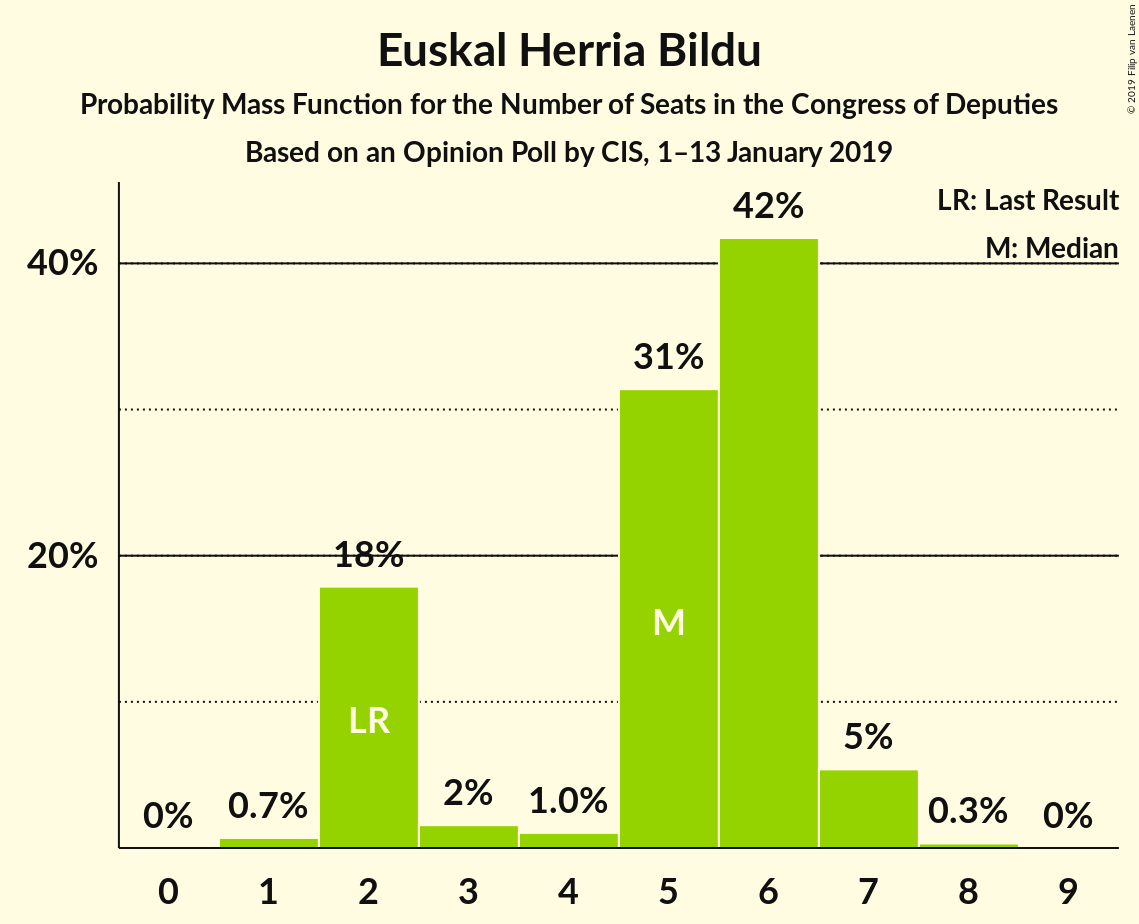 Euskal Herria Bildu
Probability Mass Function for the Number of Seats in the Congress of Deputies
Based on an Opinion Poll by CIS, 1–13 January 2019
© 2019 Filip van Laenen
LR: Last Result
M: Median
40%
20%
0%
0.7%
18%
2%
1.0%
31%
42%
5%
0.3%
0%
LR
M
0 1 2 3 4 5 6 7 8 9